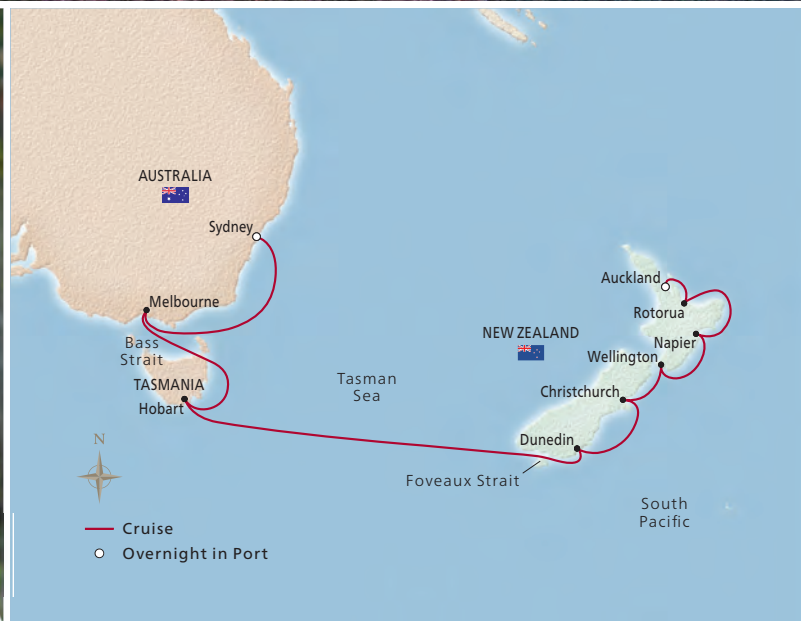 AUSTRALIA
Sydney
Melbourne
Bass
Strait
TASMANIA
Hobart
Tasman
Sea
NEW ZEALAND
Auckland
Rotorua
Napier
Wellington
Christchurch
Dunedin
Foveaux Strait
South
Pacific
N
Cruise
Overnight in Port